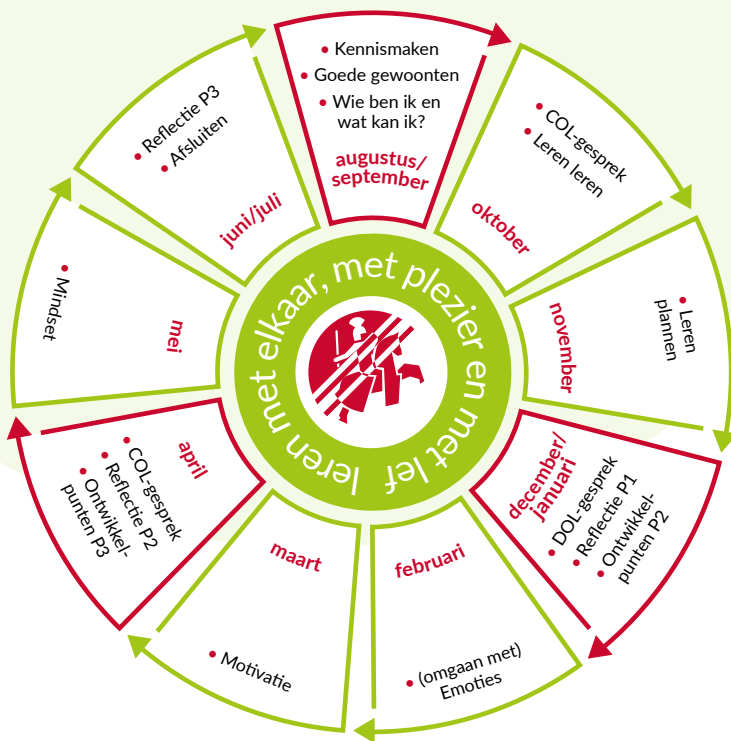 • Kennismaken
• Goede gewoonten
• Wie ben ik en
wat kan ik?
augustus/
september
• COL-gesprek
• Leren leren
oktober
• Leren
plannen
november
december/
januari
• DOL-gesprek
• Reflectie P1
• Ontwikkel-
punten P2
februari
• (omgaan met)
Emoties
maart
• Motivatie
april
• COL-gesprek
• Reflectie P2
• Ontwikkel-
punten P3
mei
• Mindset
juni/juli
• Reflectie P3
• Afsluiten
leren met elkaar, met plezier en met lef